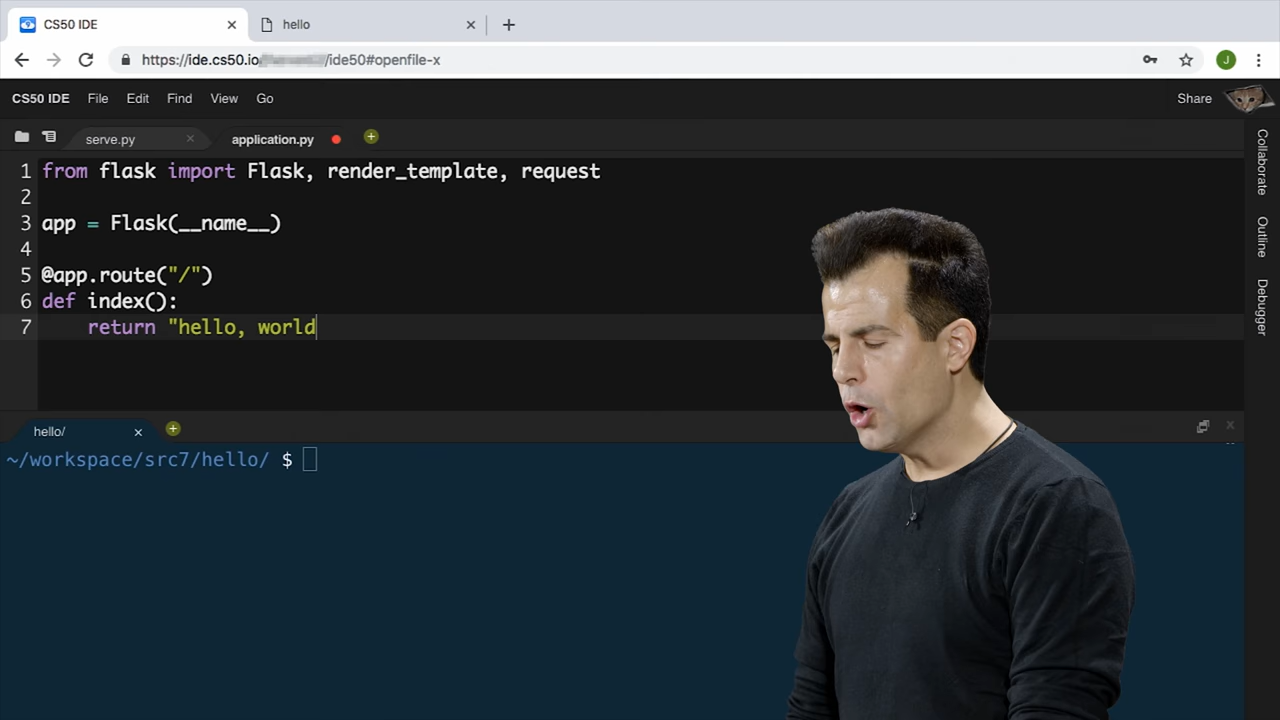 CS50 IDE
hello
https://ide.cs50.io/ /ide50#openfile-x
J
CS50 IDE File Edit Find View Go Share
serve.py application.py
1 from flask import Flask, render_template, request
2
3 app = Flask(__name__)
4
5 @app.route("/")
6 def index():
7 return "hello, world
hello/
~/workspace/src7/hello/ $
Collaborate
Outline
Debugger